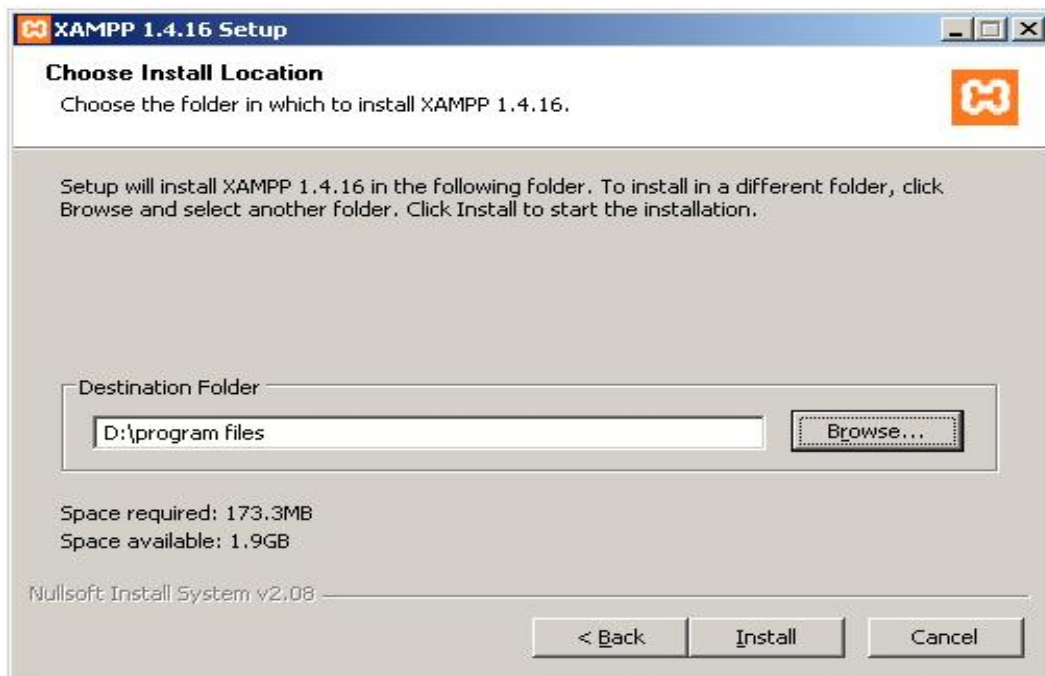 XAMPP 1.4.16 Setup
Choose Install Location
Choose the folder in which to install XAMPP 1.4.16.
Setup will install XAMPP 1.4.16 in the following folder. To install in a different folder, click
Browse and select another folder. Click Install to start the installation.
Destination Folder
D:\program files
Browse...
Space required: 173.3MB
Space available: 1.9GB
Nullsoft Install System v2.08
< Back
Install
Cancel